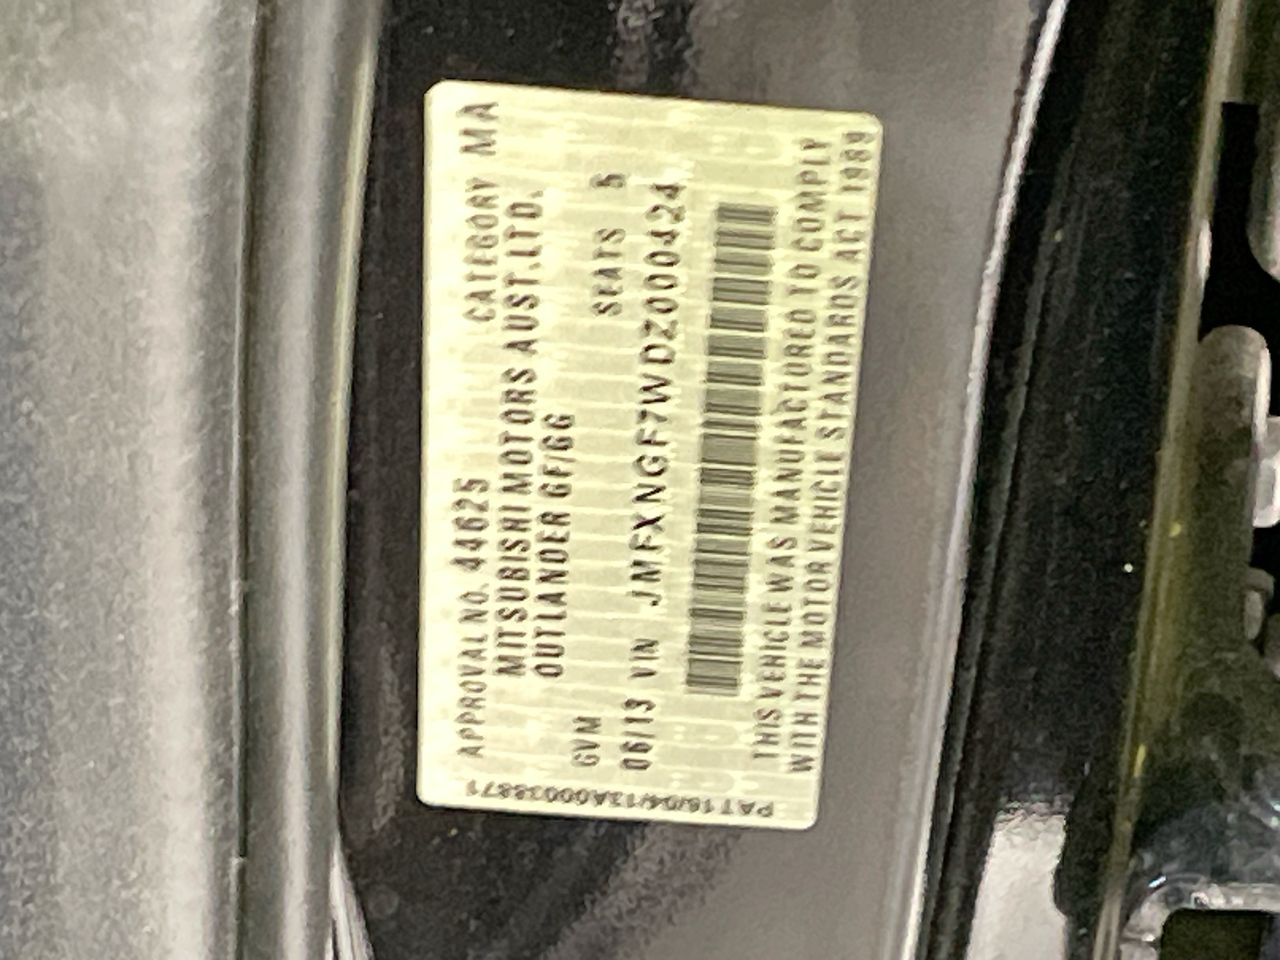 APPROVAL NO. 44625 CATEGORY MA
MITSUBISHI MOTORS AUST.LTD.
OUTLANDER GF/GG
GVM SEATS 5
06/13 VIN JMFXNGF7WDZ000424
THIS VEHICLE WAS MANUFACTURED TO COMPLY
WITH THE MOTOR VEHICLE STANDARDS ACT 1989
PAT16/04/13A00038871